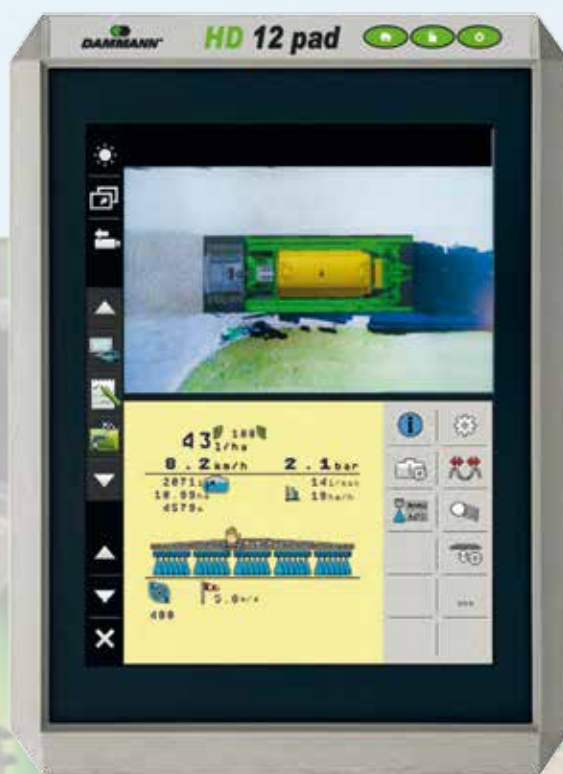 DAMMANN HD 12 pad
43 l/ha 100
8.2 km/h 2.1 bar
2071 14 l/min
10.09 19 ha/h
4579
5.0 m/s
400
...